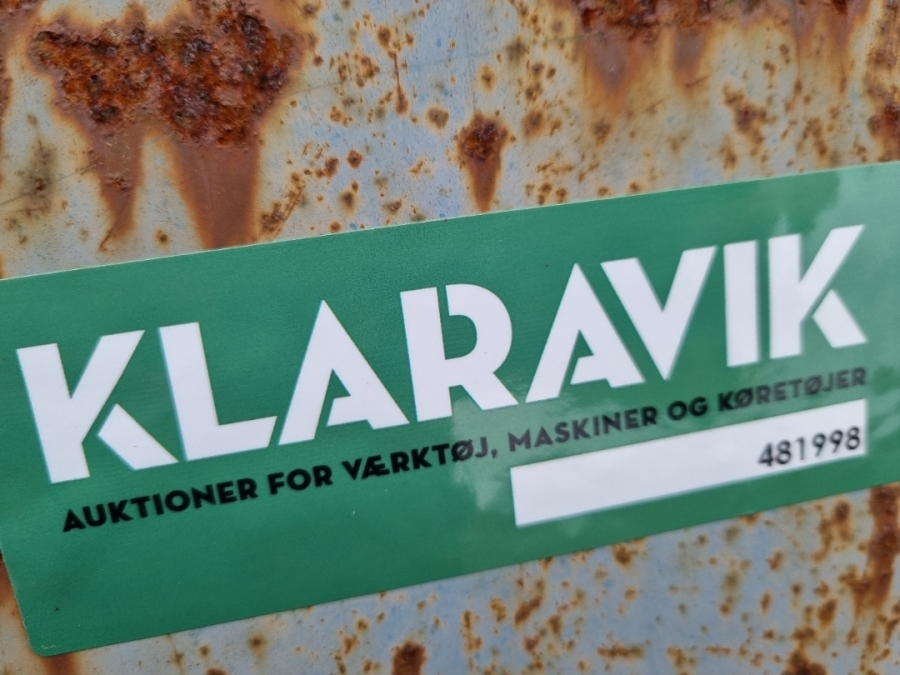 KLARAVIK
AUKTIONER FOR VÆRKTØJ, MASKINER OG KØRETØJER
481998